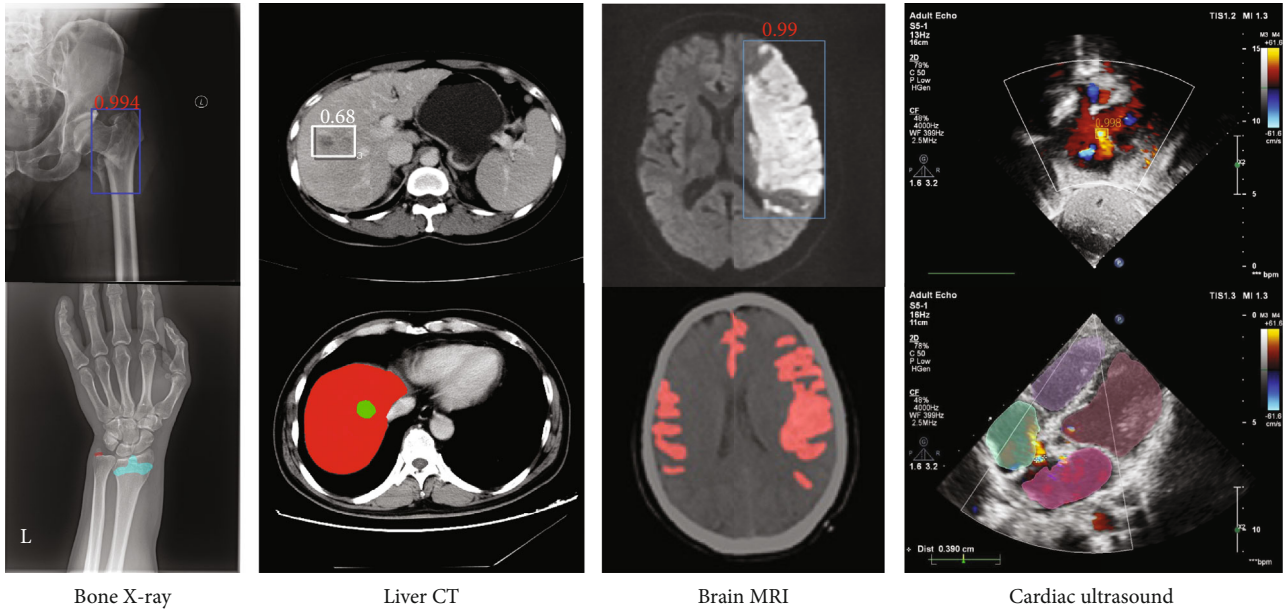 0.994
L
L
Bone X-ray
0.68
3
Liver CT
0.99
Brain MRI
Adult Echo
TIS1.2 MI 1.3
S5-1
13Hz
16cm
2D
79%
C 50
P Low
HGen
CF
48%
4000Hz
WF 399Hz
2.5MHz
G
P R
1.6 3.2
M3 M4
+61.6
-61.6
cm/s
15
10
5
0
*** bpm
0.998
Adult Echo
TIS1.3 MI 1.3
S5-1
16Hz
11cm
2D
78%
C 50
P Low
HGen
CF
48%
4000Hz
WF 399Hz
2.5MHz
G
P R
1.6 3.2
M3 M4
+61.6
-61.6
cm/s
0
5
10
***bpm
Dist 0.390 cm
Cardiac ultrasound